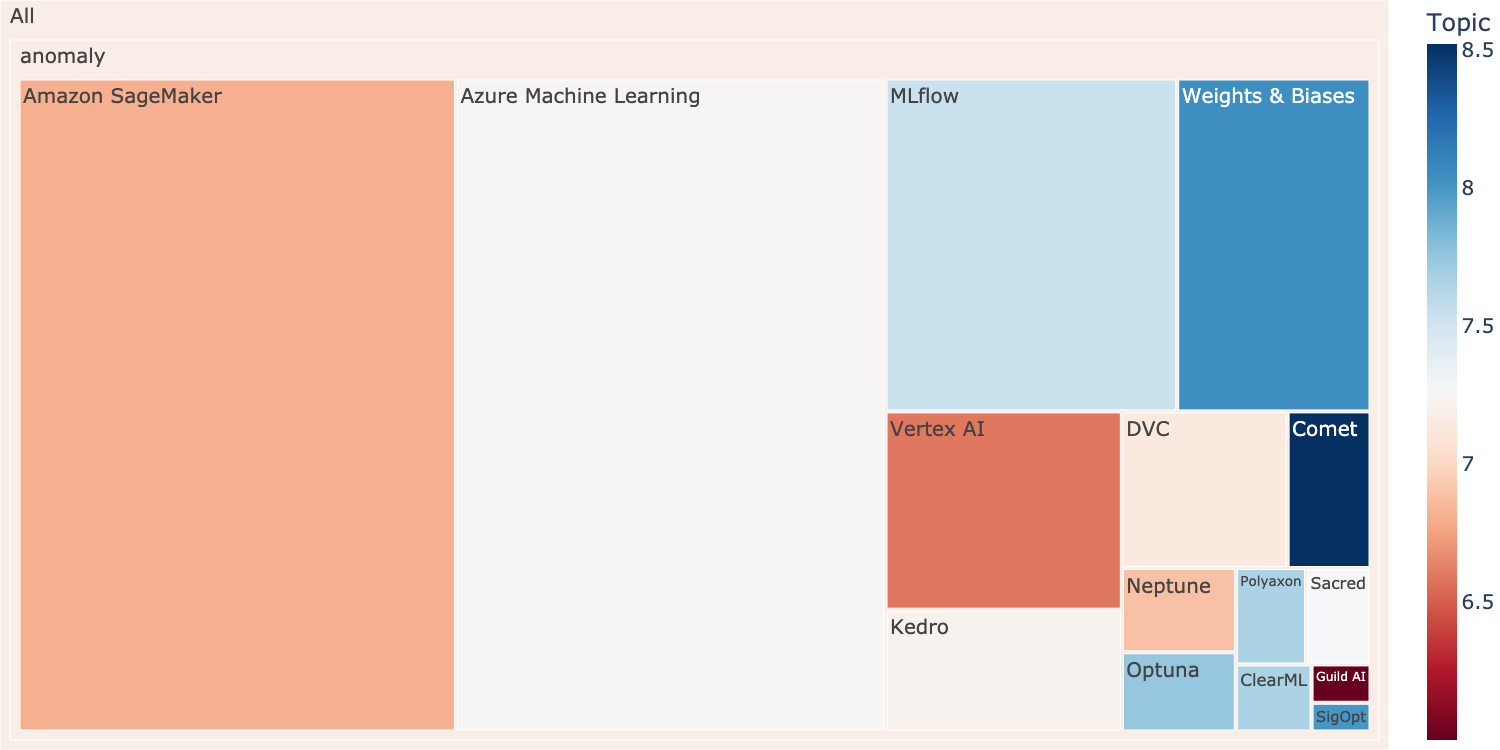 All
anomaly
Amazon SageMaker
Azure Machine Learning
MLflow
Weights & Biases
Vertex AI
DVC
Comet
Kedro
Neptune
Polyaxon
Sacred
Optuna
ClearML
Guild AI
SigOpt
Topic
8.5
8
7.5
7
6.5